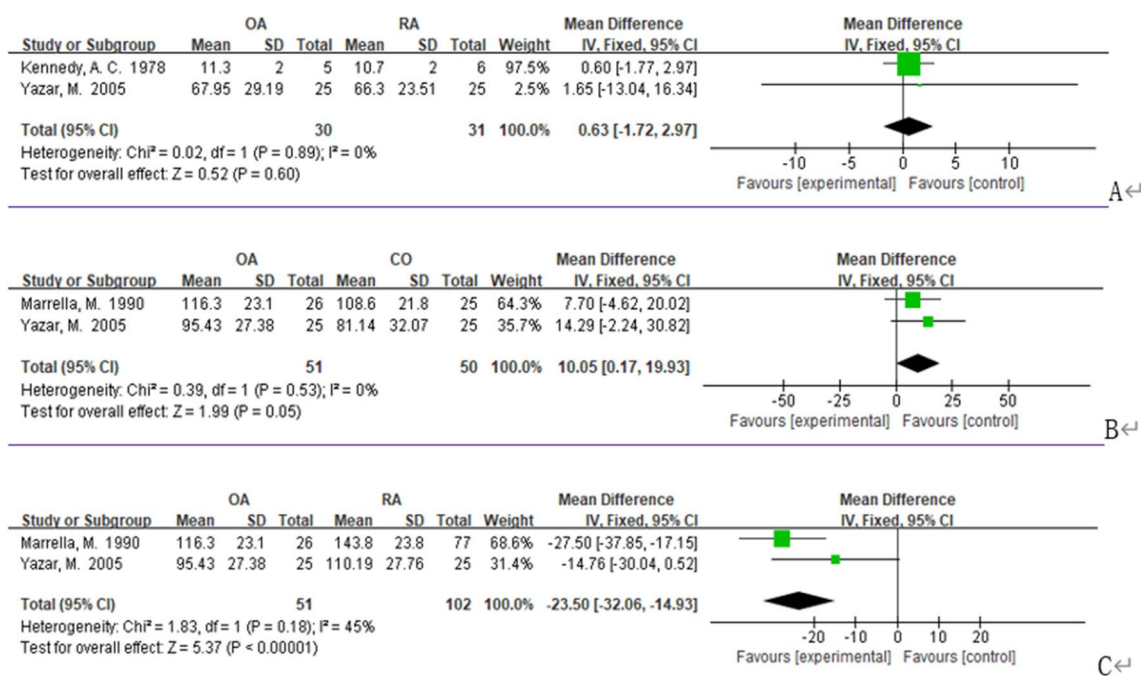 OA RA Mean Difference Mean Difference
Study or Subgroup Mean SD Total Mean SD Total Weight IV, Fixed, 95% CI IV, Fixed, 95% CI
Kennedy, A. C. 1978 11.3 2 5 10.7 2 6 97.5% 0.60 [-1.77, 2.97]
Yazar, M. 2005 67.95 29.19 25 66.3 23.51 25 2.5% 1.65 [-13.04, 16.34]
Total (95% CI) 30 31 100.0% 0.63 [-1.72, 2.97]
Heterogeneity: Chi² = 0.02, df = 1 (P = 0.89); I² = 0%
Test for overall effect: Z = 0.52 (P = 0.60)
-10 -5 0 5 10
Favours [experimental] Favours [control]
A↵
OA CO Mean Difference Mean Difference
Study or Subgroup Mean SD Total Mean SD Total Weight IV, Fixed, 95% CI IV, Fixed, 95% CI
Marrella, M. 1990 116.3 23.1 26 108.6 21.8 25 64.3% 7.70 [-4.62, 20.02]
Yazar, M. 2005 95.43 27.38 25 81.14 32.07 25 35.7% 14.29 [-2.24, 30.82]
Total (95% CI) 51 50 100.0% 10.05 [0.17, 19.93]
Heterogeneity: Chi² = 0.39, df = 1 (P = 0.53); I² = 0%
Test for overall effect: Z = 1.99 (P = 0.05)
-50 -25 0 25 50
Favours [experimental] Favours [control]
B↵
OA RA Mean Difference Mean Difference
Study or Subgroup Mean SD Total Mean SD Total Weight IV, Fixed, 95% CI IV, Fixed, 95% CI
Marrella, M. 1990 116.3 23.1 26 143.8 23.8 77 68.6% -27.50 [-37.85, -17.15]
Yazar, M. 2005 95.43 27.38 25 110.19 27.76 25 31.4% -14.76 [-30.04, 0.52]
Total (95% CI) 51 102 100.0% -23.50 [-32.06, -14.93]
Heterogeneity: Chi² = 1.83, df = 1 (P = 0.18); I² = 45%
Test for overall effect: Z = 5.37 (P < 0.00001)
-20 -10 0 10 20
Favours [experimental] Favours [control]
C↵